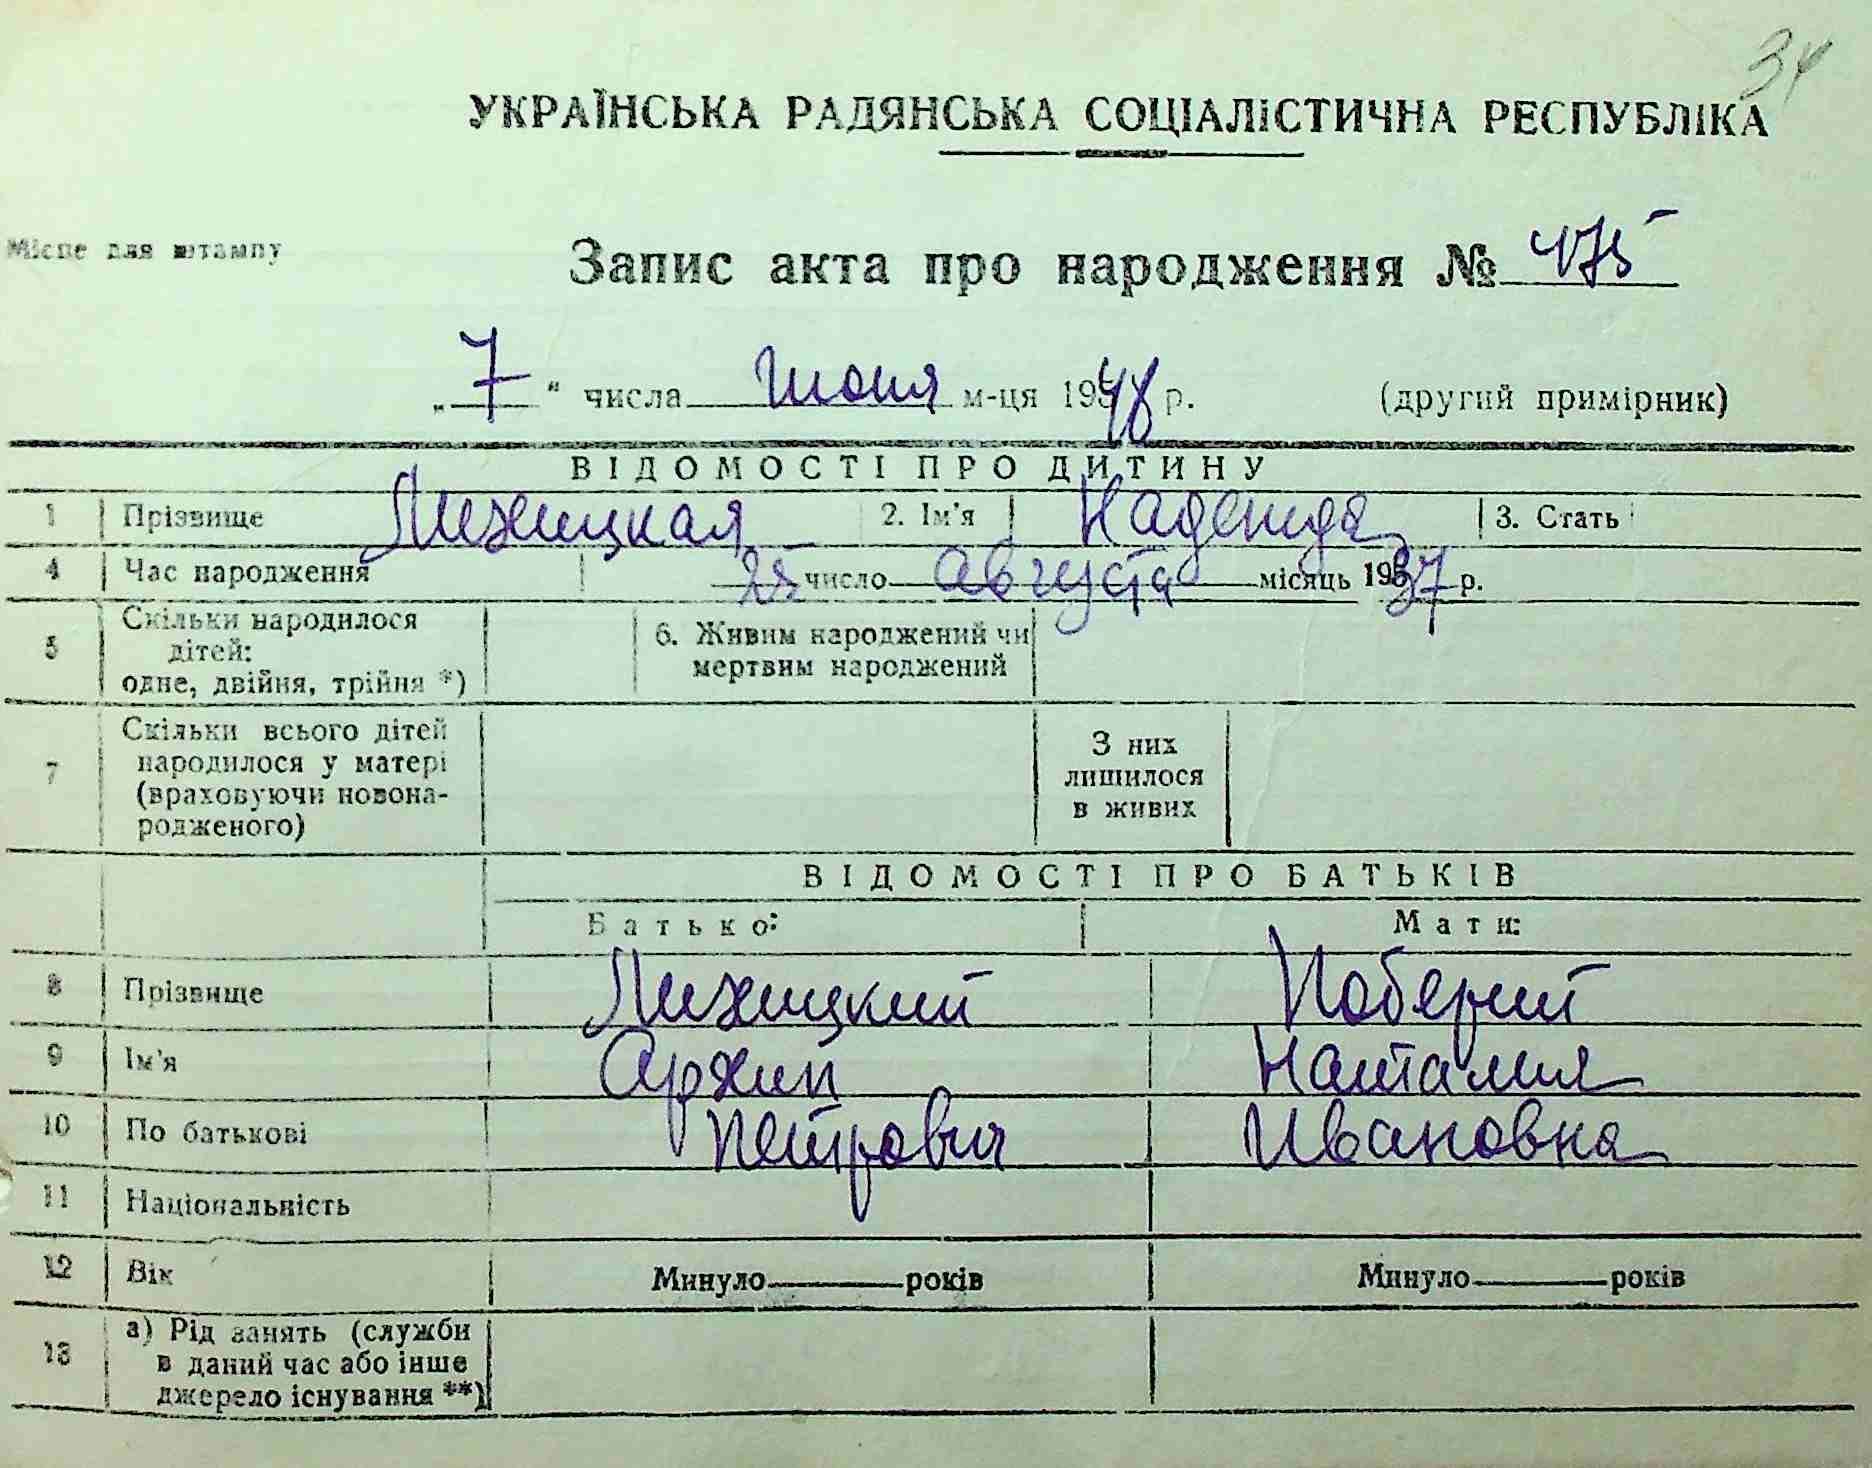 34
УКРАЇНСЬКА РАДЯНСЬКА СОЦІАЛІСТИЧНА РЕСПУБЛІКА
Місце для штампу
Запис акта про народження № 175
„7“ числа июня м-ця 1948 р. (другий примірник)
ВІДОМОСТІ ПРО ДИТИНУ
1 Прізвище Лижицкая 2. Ім'я Надежда 3. Стать
4 Час народження 25 число августа місяць 1937 р.
5 Скільки народилося дітей: одне, двійня, трійня *) 6. Живим народжений чи мертвим народжений
7 Скільки всього дітей народилося у матері (враховуючи новонародженого) З них лишилося в живих
ВІДОМОСТІ ПРО БАТЬКІВ
Батько: Мати:
8 Прізвище Лижицкий Поберий
9 Ім'я Архип Наталия
10 По батькові Петрович Ивановна
11 Національність
12 Вік Минуло років Минуло років
13 а) Рід занять (служби в даний час або інше джерело існування **)